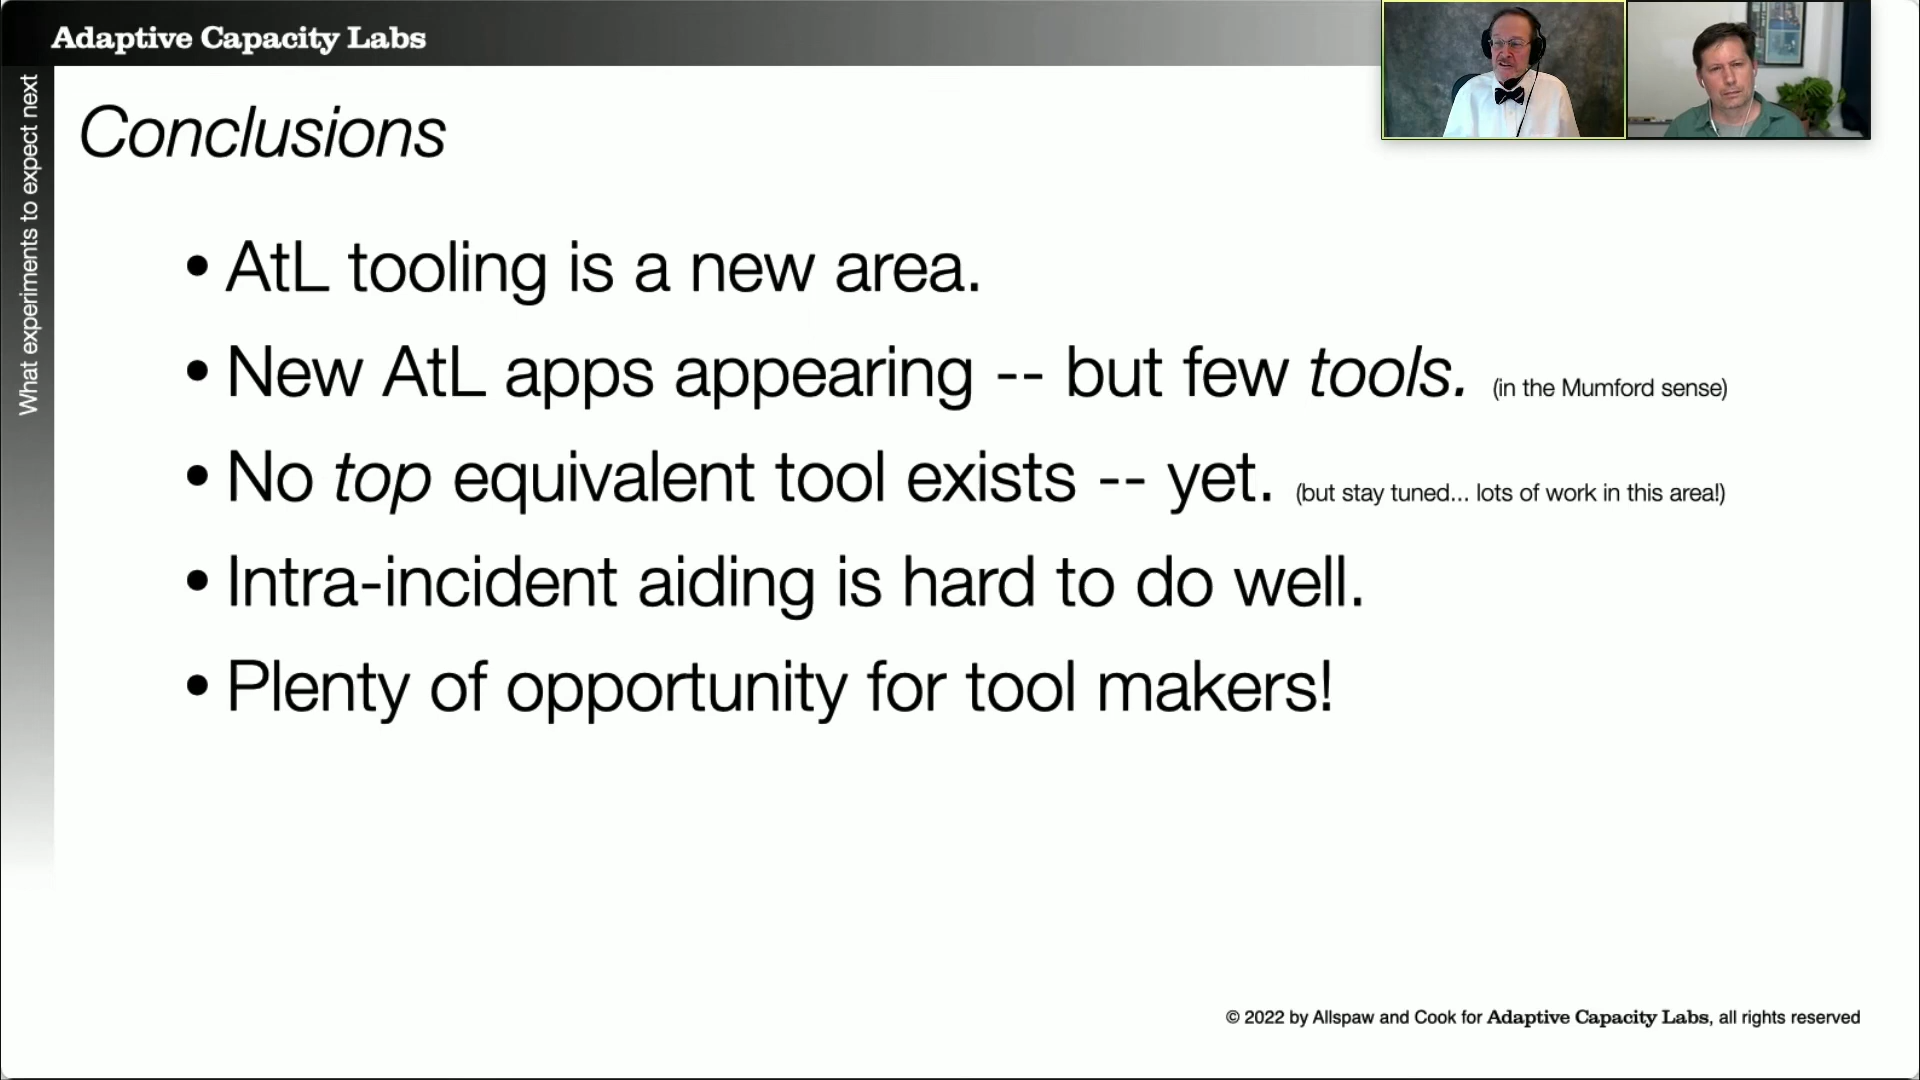 Adaptive Capacity Labs
What experiments to expect next
Conclusions
• AtL tooling is a new area.
• New AtL apps appearing -- but few tools. (in the Mumford sense)
• No top equivalent tool exists -- yet. (but stay tuned... lots of work in this area!)
• Intra-incident aiding is hard to do well.
• Plenty of opportunity for tool makers!
© 2022 by Allspaw and Cook for Adaptive Capacity Labs, all rights reserved